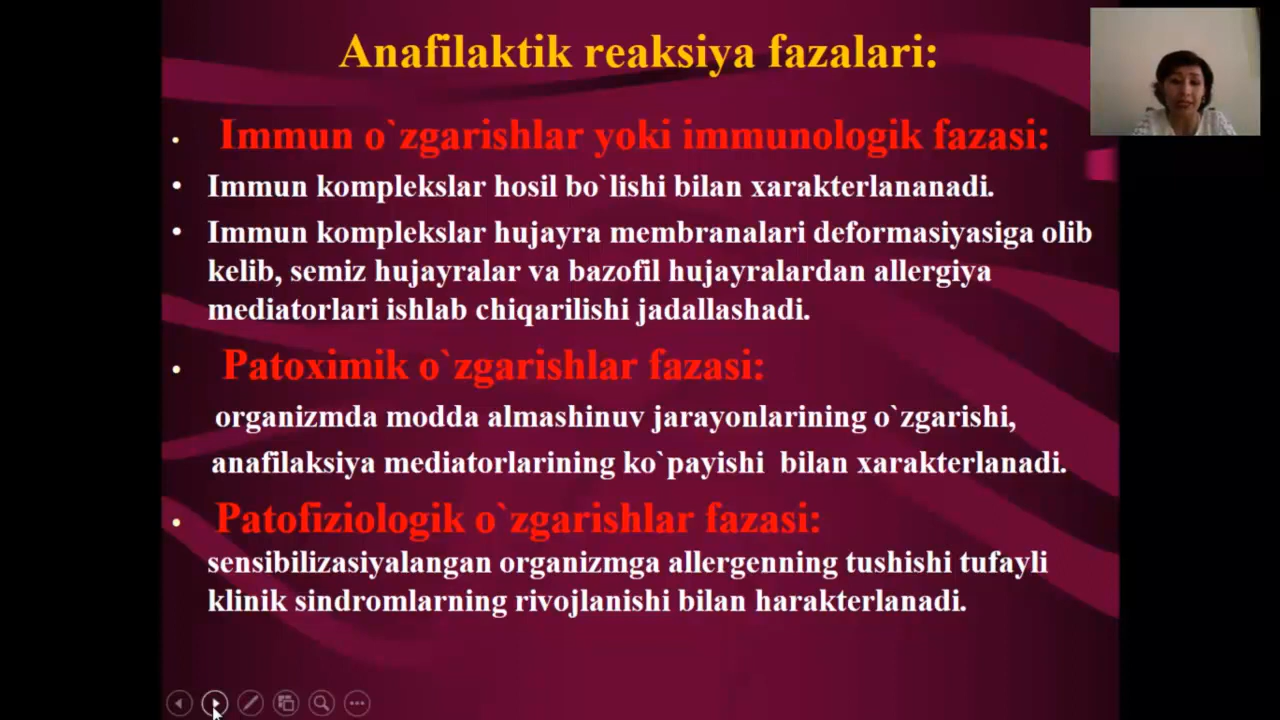 Anafilaktik reaksiya fazalari:
• Immun o`zgarishlar yoki immunologik fazasi:
• Immun komplekslar hosil bo`lishi bilan xarakterlananadi.
• Immun komplekslar hujayra membranalari deformasiyasiga olib
kelib, semiz hujayralar va bazofil hujayralardan allergiya
mediatorlari ishlab chiqarilishi jadallashadi.
• Patoximik o`zgarishlar fazasi:
organizmda modda almashinuv jarayonlarining o`zgarishi,
anafilaksiya mediatorlarining ko`payishi bilan xarakterlanadi.
• Patofiziologik o`zgarishlar fazasi:
sensibilizasiyalangan organizmga allergenning tushishi tufayli
klinik sindromlarning rivojlanishi bilan harakterlanadi.